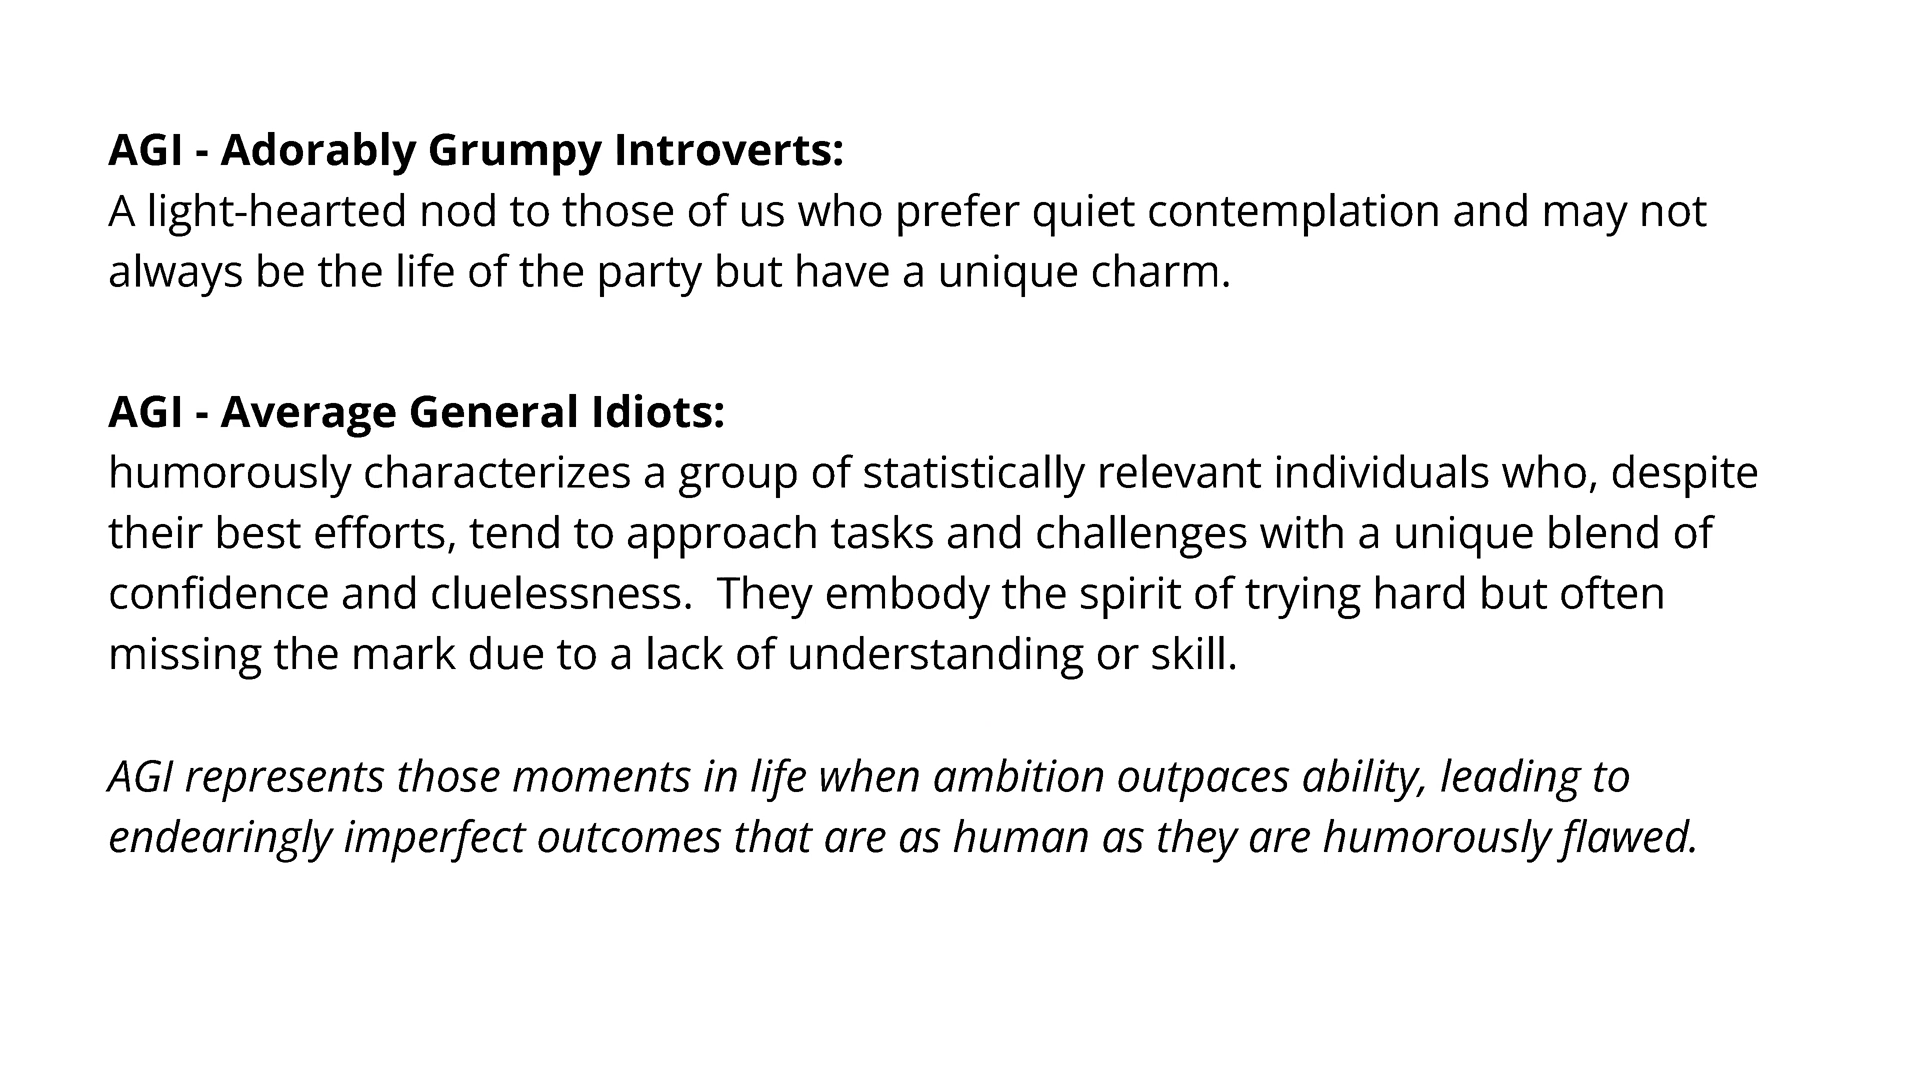 AGI - Adorably Grumpy Introverts:
A light-hearted nod to those of us who prefer quiet contemplation and may not
always be the life of the party but have a unique charm.
AGI - Average General Idiots:
humorously characterizes a group of statistically relevant individuals who, despite
their best efforts, tend to approach tasks and challenges with a unique blend of
confidence and cluelessness.  They embody the spirit of trying hard but often
missing the mark due to a lack of understanding or skill.
AGI represents those moments in life when ambition outpaces ability, leading to
endearingly imperfect outcomes that are as human as they are humorously flawed.